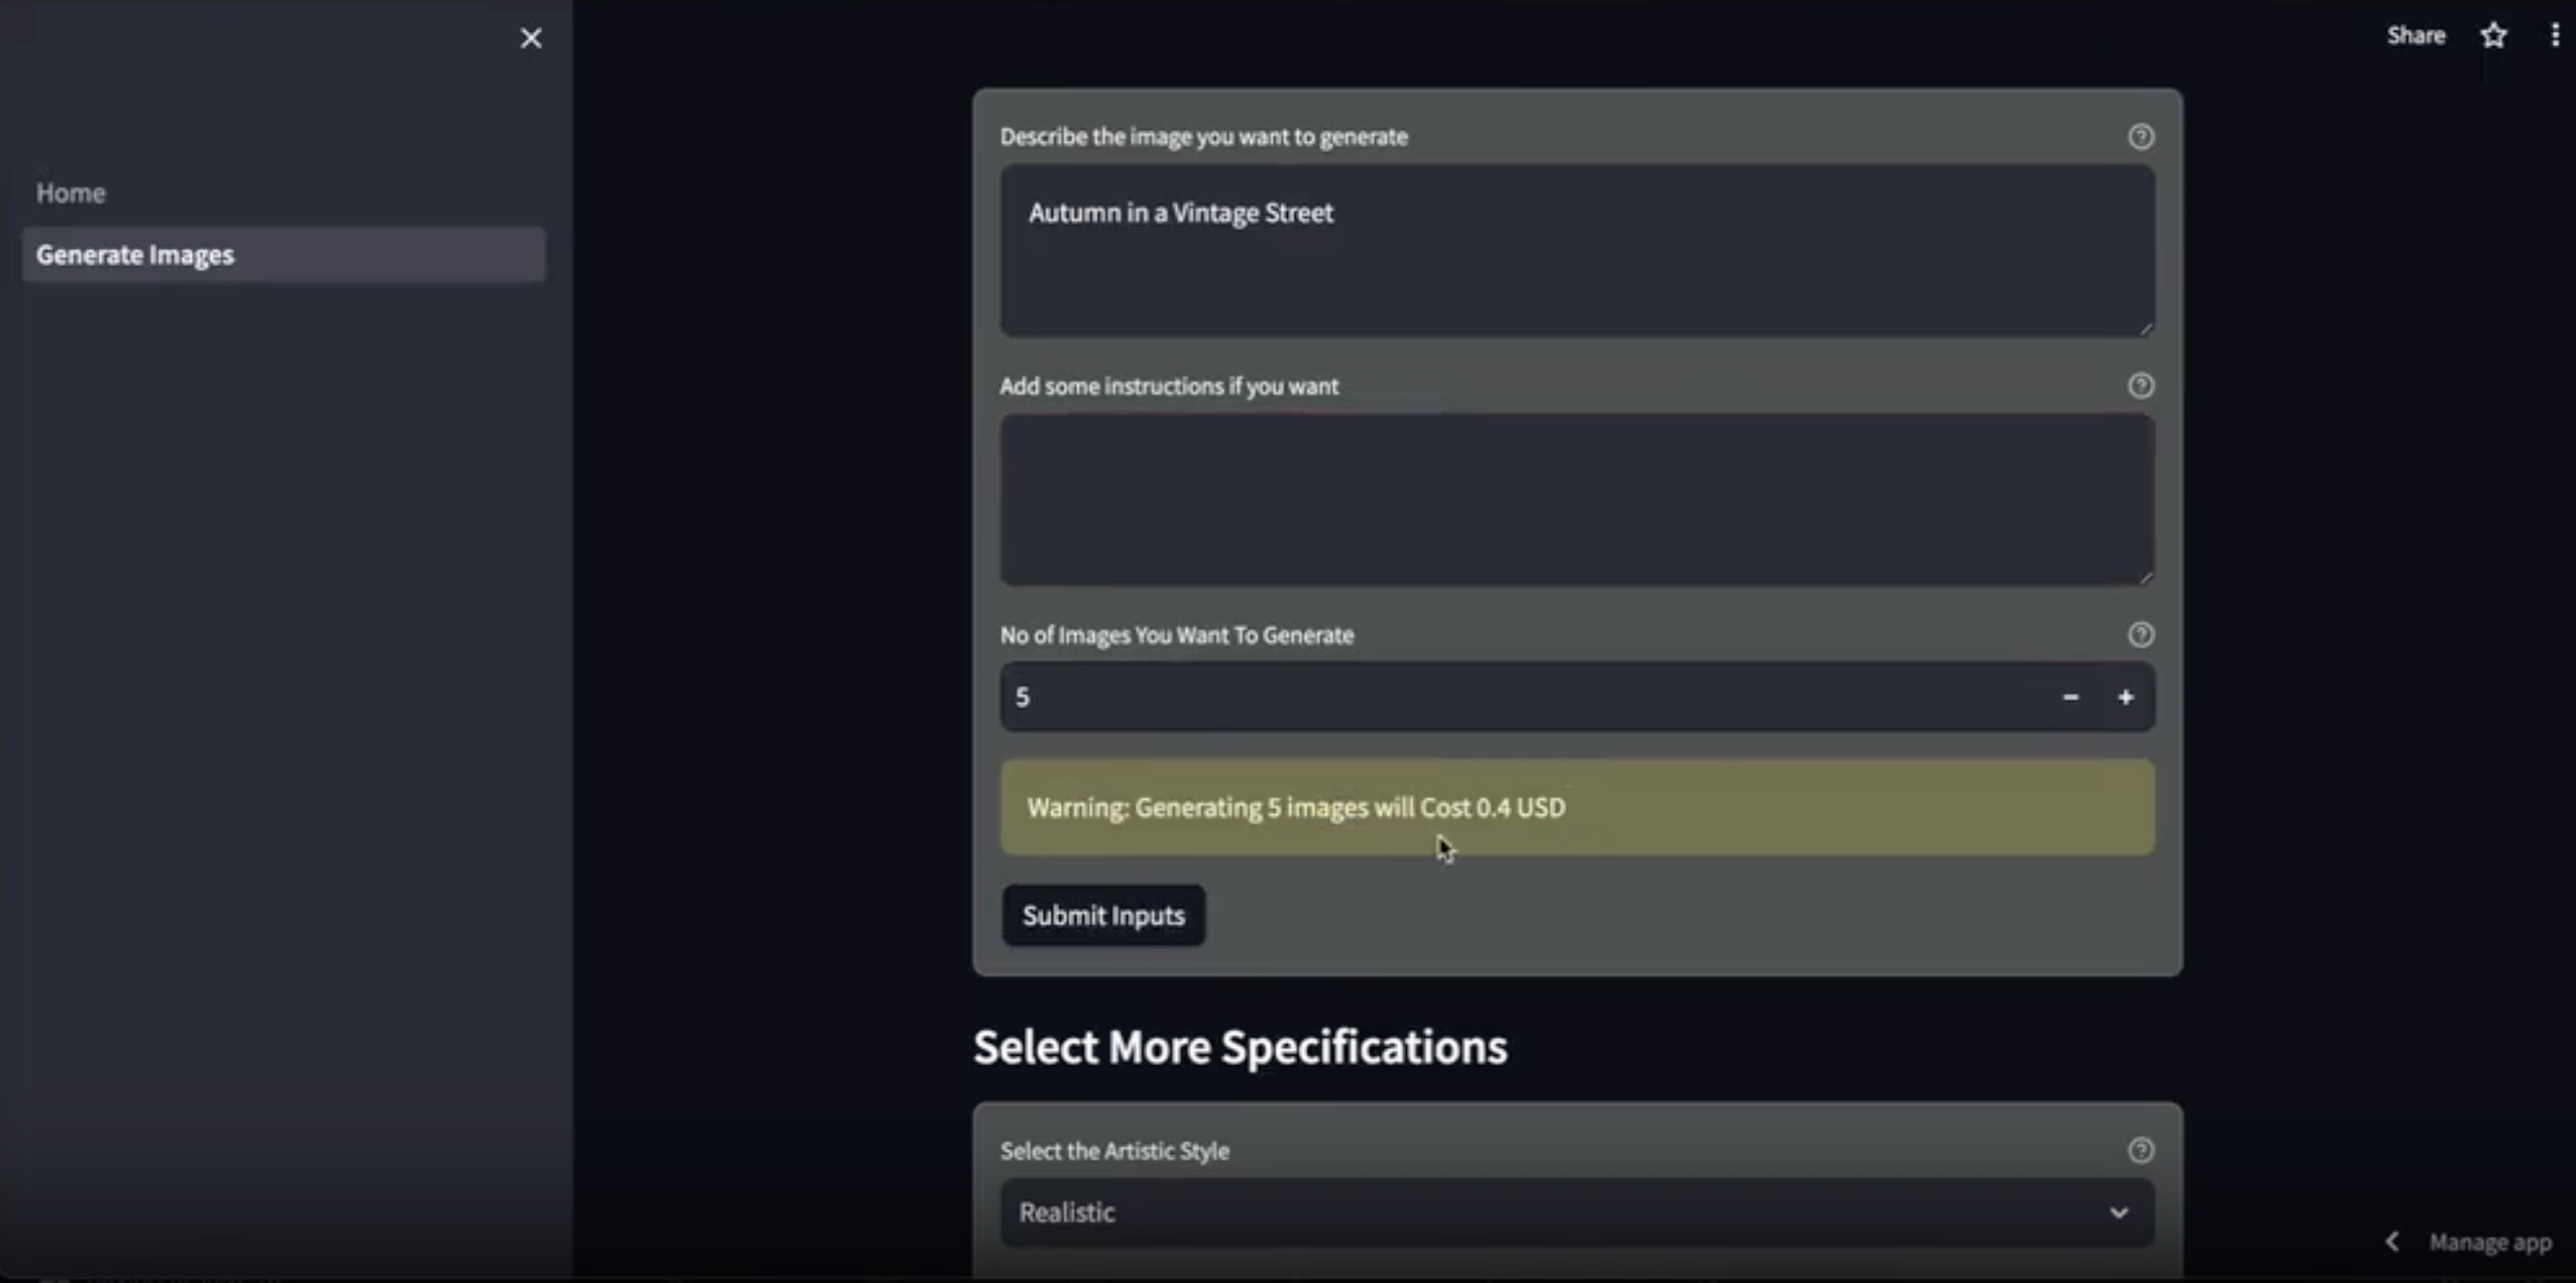 Share
Home
Generate Images
Describe the image you want to generate
Autumn in a Vintage Street
Add some instructions if you want
No of Images You Want To Generate
5
Warning: Generating 5 images will Cost 0.4 USD
Submit Inputs
Select More Specifications
Select the Artistic Style
Realistic
Manage app